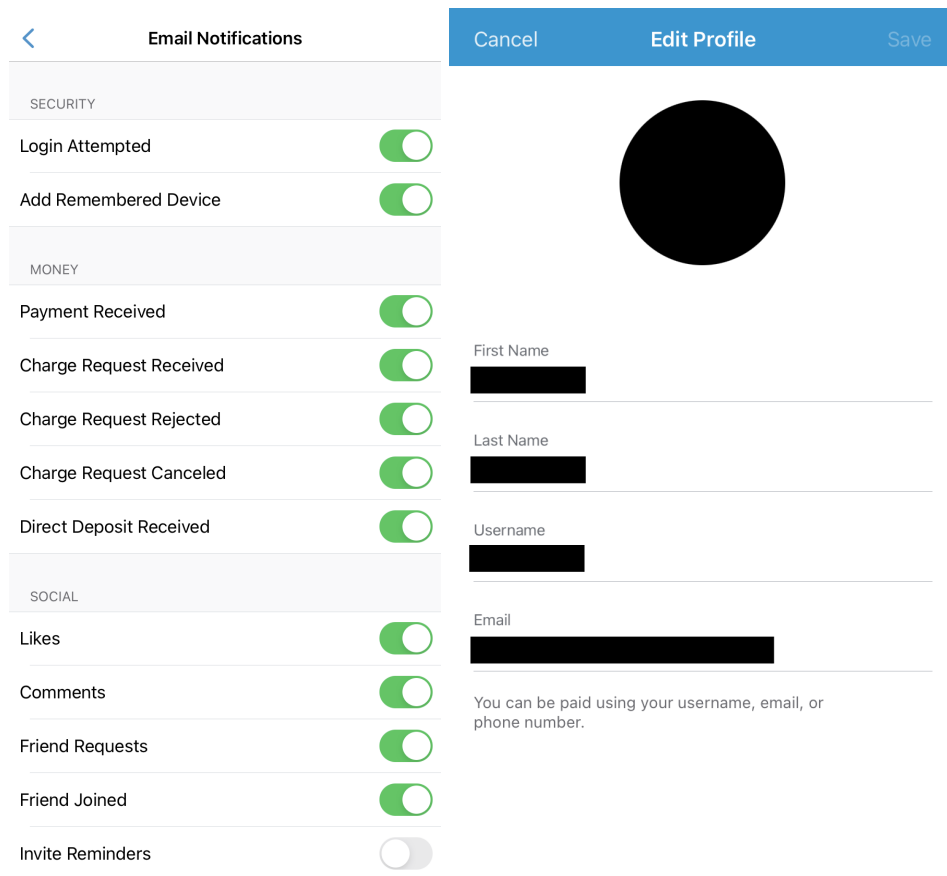 Email Notifications
SECURITY
Login Attempted
Add Remembered Device
MONEY
Payment Received
Charge Request Received
Charge Request Rejected
Charge Request Canceled
Direct Deposit Received
SOCIAL
Likes
Comments
Friend Requests
Friend Joined
Invite Reminders
Cancel Edit Profile Save
First Name
Last Name
Username
Email
You can be paid using your username, email, or
phone number.